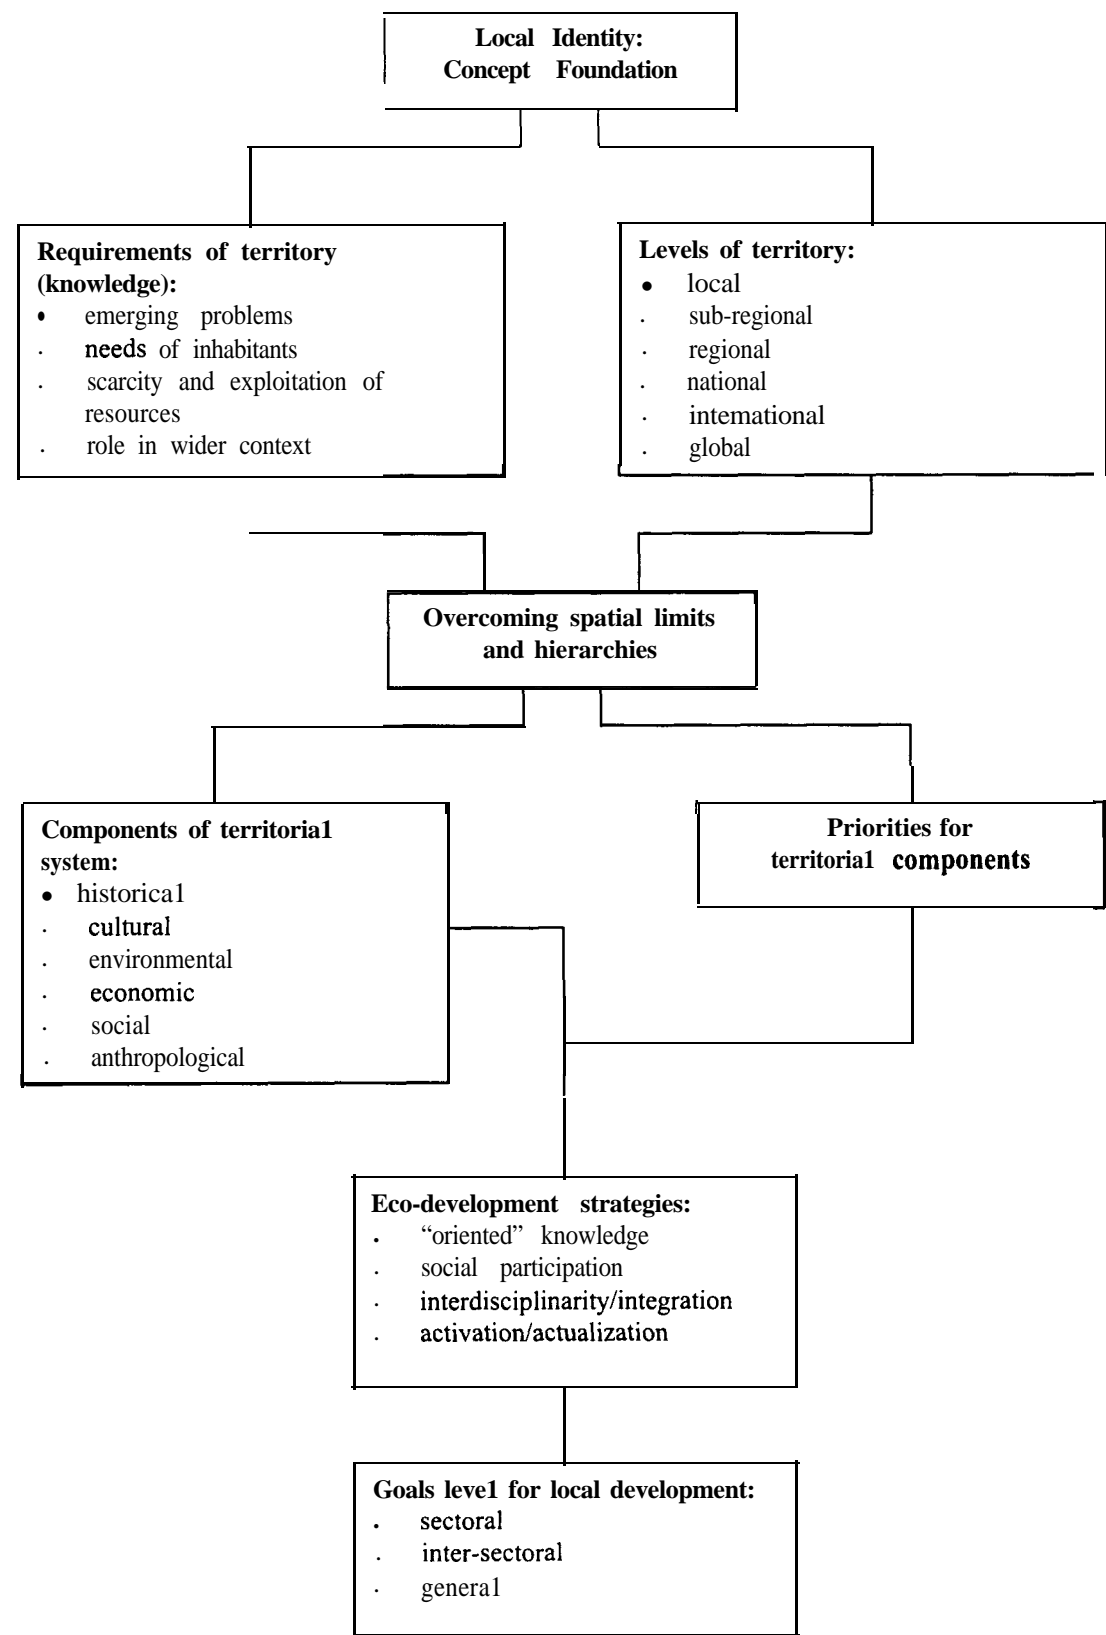 Local Identity:
Concept Foundation
Requirements of territory
(knowledge):
• emerging problems
· needs of inhabitants
· scarcity and exploitation of
resources
· role in wider context
Levels of territory:
• local
· sub-regional
· regional
· national
· intemational
· global
Overcoming spatial limits
and hierarchies
Components of territoria1
system:
• historica1
· cultural
· environmental
· economic
· social
· anthropological
Priorities for
territoria1 components
Eco-development strategies:
· “oriented” knowledge
· social participation
· interdisciplinarity/integration
· activation/actualization
Goals leve1 for local development:
· sectoral
· inter-sectoral
· genera1